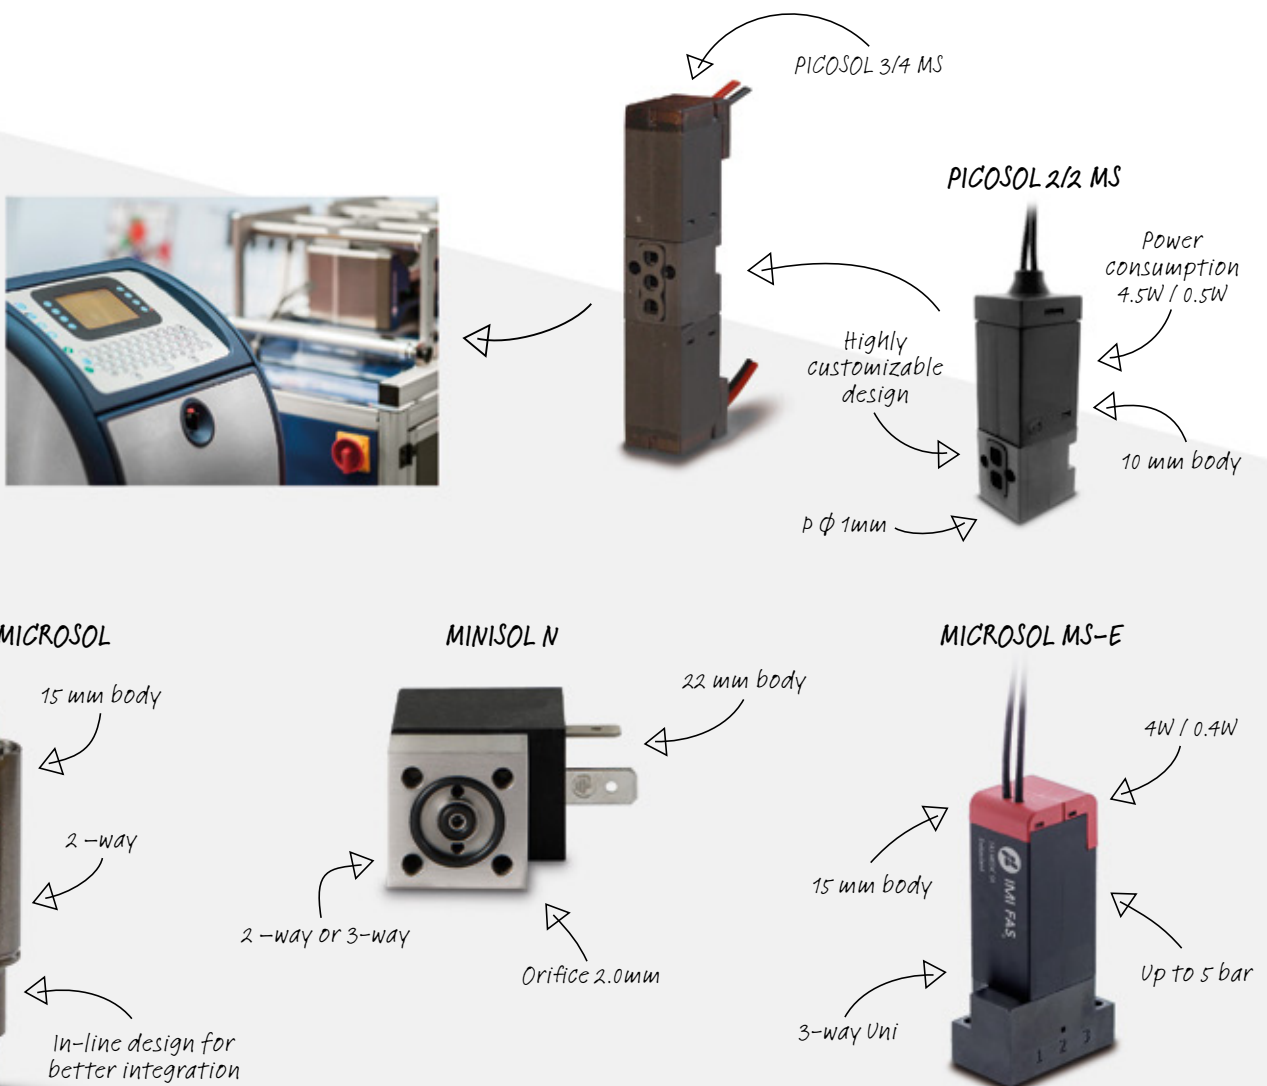 PICOSOL 3/4 MS
PICOSOL 2/2 MS
Power
consumption
4.5W / 0.5W
Highly
customizable
design
10 mm body
P ϕ 1mm
MICROSOL
15 mm body
2 -way
In-line design for
better integration
MINISOL N
22 mm body
2 -way or 3-way
Orifice 2.0mm
MICROSOL MS-E
4W / 0.4W
15 mm body
IMI FAS
Up to 5 bar
3-way Uni
1 2 3